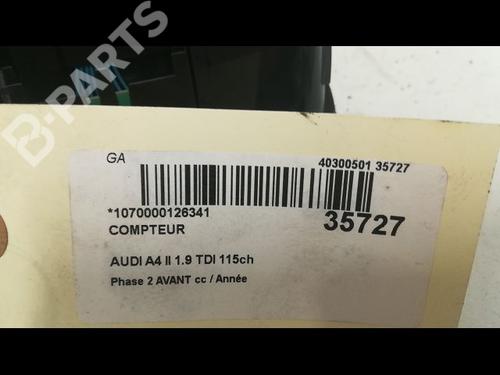 B-PARTS
GA
40300501 35727
*1070000126341
35727
COMPTEUR
AUDI A4 II 1.9 TDI 115ch
Phase 2 AVANT cc / Année